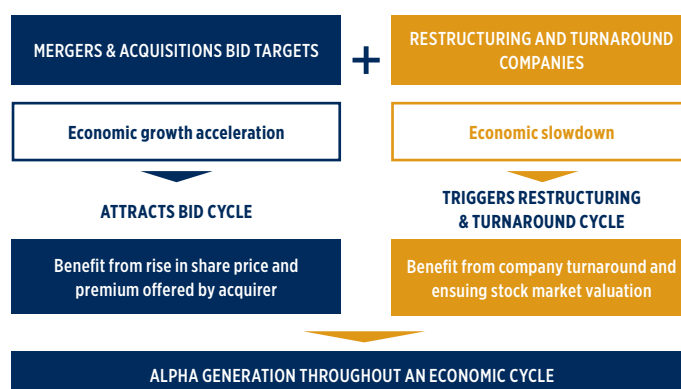 MERGERS & ACQUISITIONS BID TARGETS
+
RESTRUCTURING AND TURNAROUND
COMPANIES
Economic growth acceleration
Economic slowdown
ATTRACTS BID CYCLE
TRIGGERS RESTRUCTURING
& TURNAROUND CYCLE
Benefit from rise in share price and
premium offered by acquirer
Benefit from company turnaround and
ensuing stock market valuation
ALPHA GENERATION THROUGHOUT AN ECONOMIC CYCLE